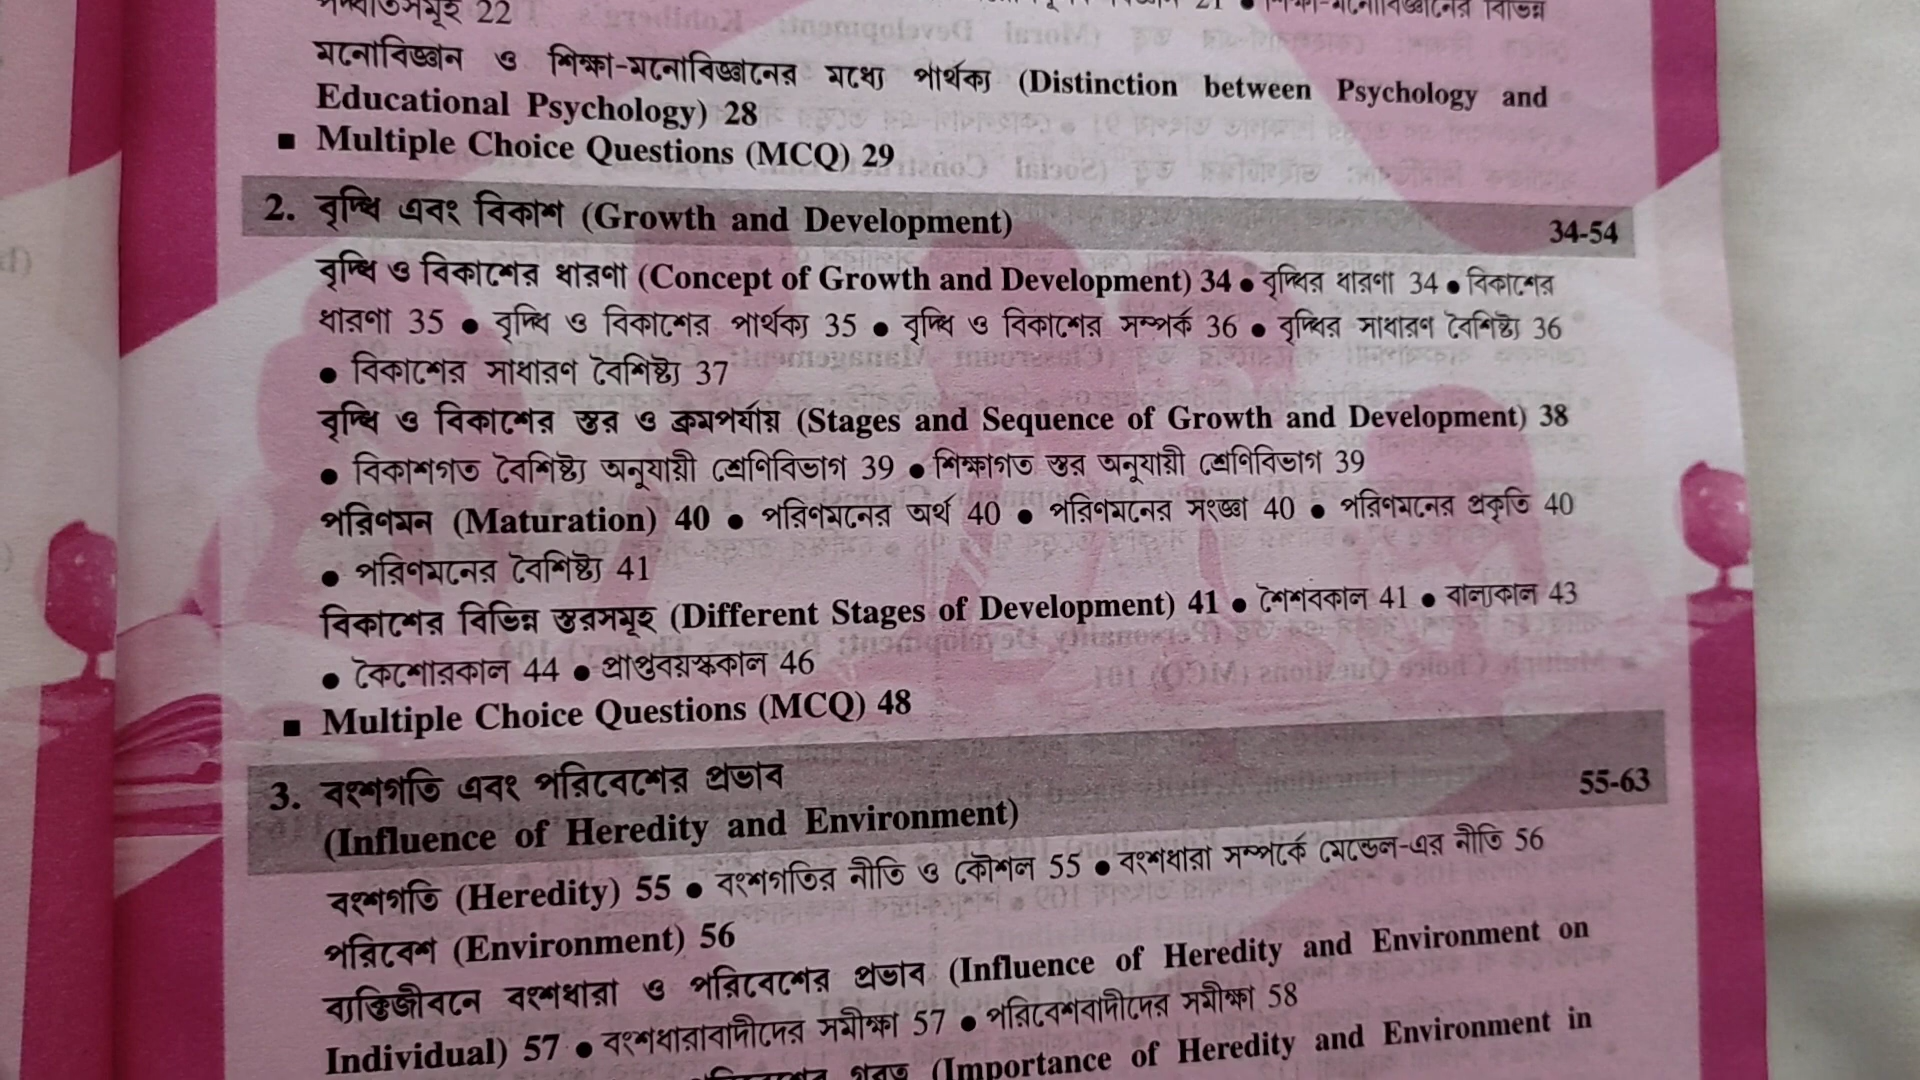 22 21 • শিক্ষা-মনোবিজ্ঞানের বিভিন্ন
মনোবিজ্ঞান ও শিক্ষা-মনোবিজ্ঞানের মধ্যে পার্থক্য (Distinction between Psychology and
Educational Psychology) 28
■ Multiple Choice Questions (MCQ) 29
2. বৃদ্ধি এবং বিকাশ (Growth and Development) 34-54
বৃদ্ধি ও বিকাশের ধারণা (Concept of Growth and Development) 34 ● বৃদ্ধির ধারণা 34 ● বিকাশের
ধারণা 35 ● বৃদ্ধি ও বিকাশের পার্থক্য 35 ● বৃদ্ধি ও বিকাশের সম্পর্ক 36 ● বৃদ্ধির সাধারণ বৈশিষ্ট্য 36
● বিকাশের সাধারণ বৈশিষ্ট্য 37
বৃদ্ধি ও বিকাশের স্তর ও ক্রমপর্যায় (Stages and Sequence of Growth and Development) 38
● বিকাশগত বৈশিষ্ট্য অনুযায়ী শ্রেণিবিভাগ 39 ● শিক্ষাগত স্তর অনুযায়ী শ্রেণিবিভাগ 39
পরিণমন (Maturation) 40 ● পরিণমনের অর্থ 40 ● পরিণমনের সংজ্ঞা 40 ● পরিণমনের প্রকৃতি 40
● পরিণমনের বৈশিষ্ট্য 41
বিকাশের বিভিন্ন স্তরসমূহ (Different Stages of Development) 41 ● শৈশবকাল 41 ● বাল্যকাল 43
● কৈশোরকাল 44 ● প্রাপ্তবয়স্ককাল 46
■ Multiple Choice Questions (MCQ) 48
3. বংশগতি এবং পরিবেশের প্রভাব 55-63
(Influence of Heredity and Environment)
বংশগতি (Heredity) 55 ● বংশগতির নীতি ও কৌশল 55 ● বংশধারা সম্পর্কে মেন্ডেল-এর নীতি 56
পরিবেশ (Environment) 56
ব্যক্তিজীবনে বংশধারা ও পরিবেশের প্রভাব (Influence of Heredity and Environment on
Individual) 57 ● বংশধারাবাদীদের সমীক্ষা 57 ● পরিবেশবাদীদের সমীক্ষা 58
(Importance of Heredity and Environment in